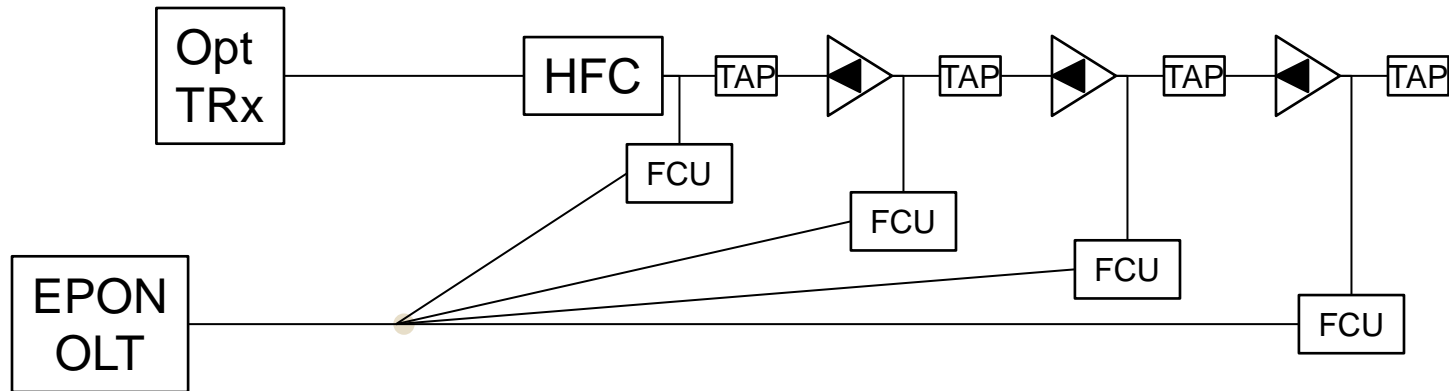 Opt
TRx
HFC
TAP
TAP
TAP
TAP
FCU
FCU
FCU
FCU
EPON
OLT